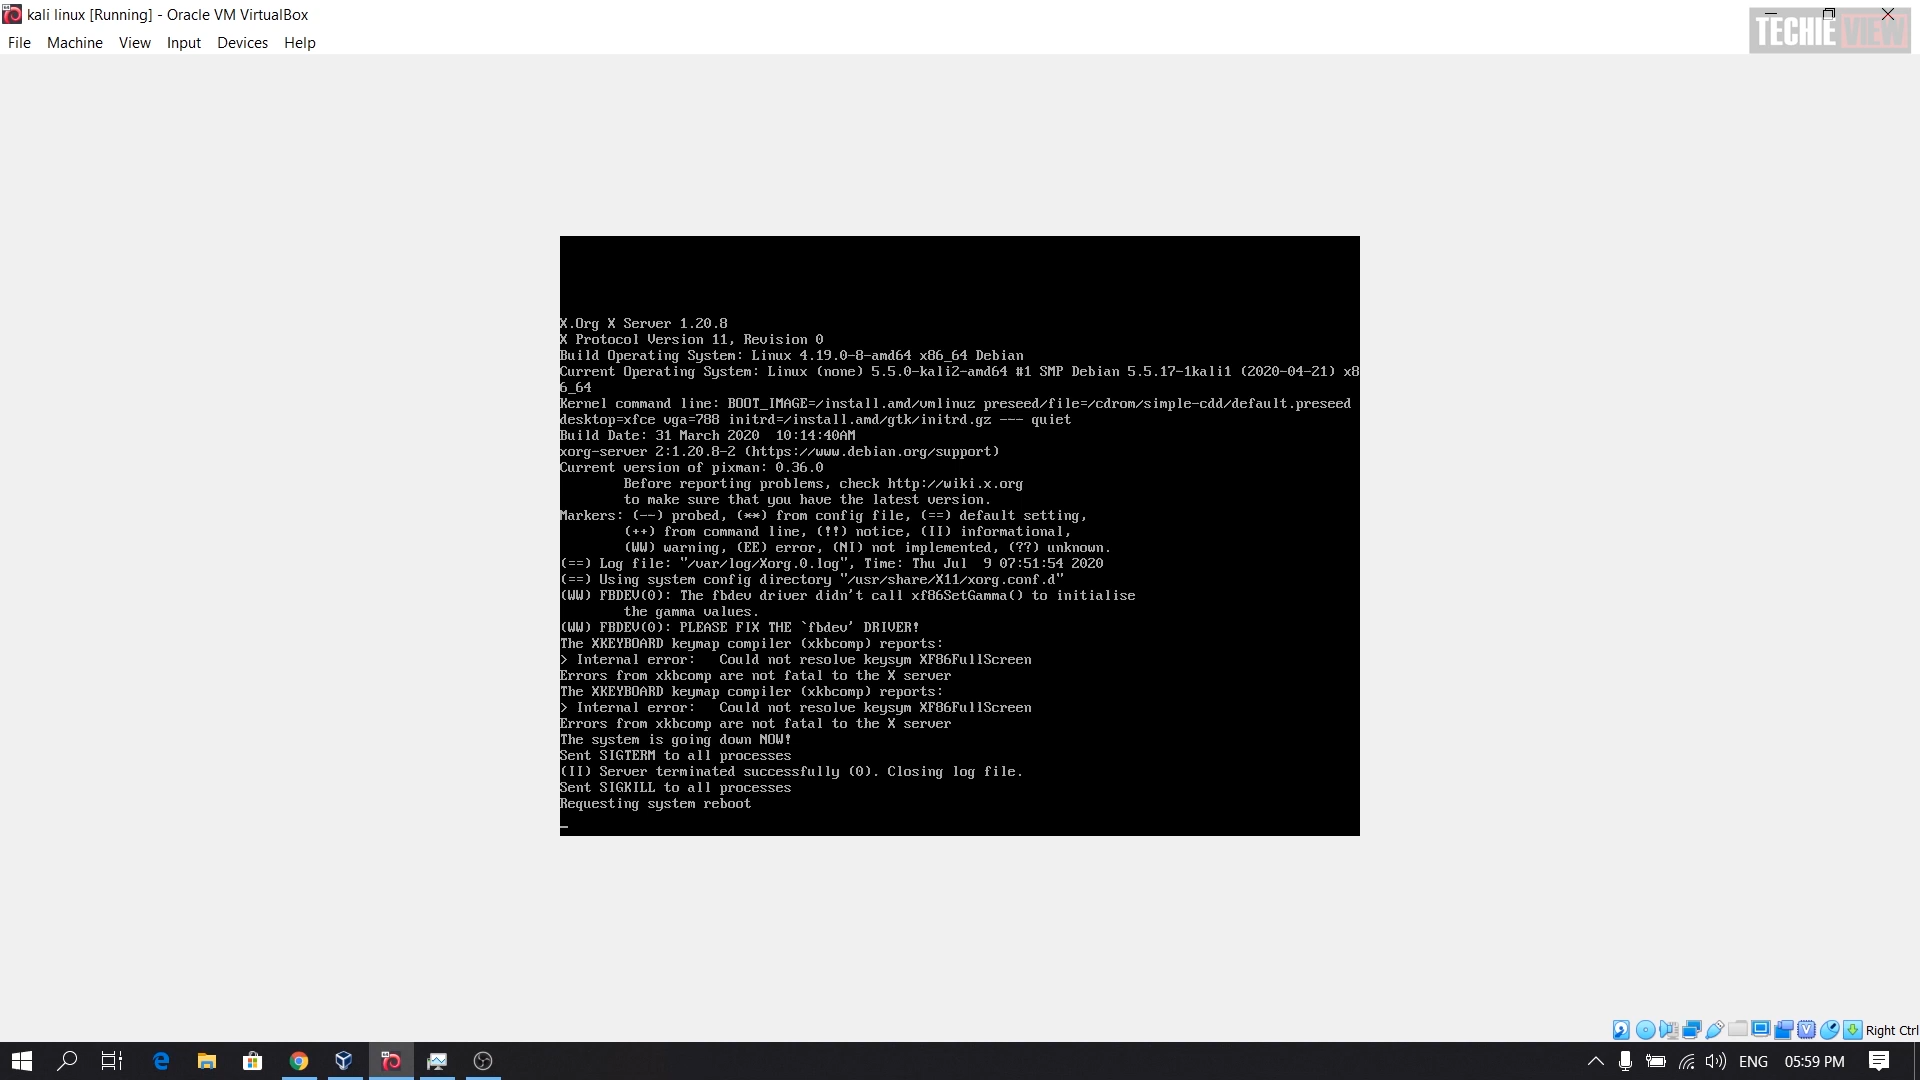 kali linux [Running] - Oracle VM VirtualBox
File Machine View Input Devices Help
TECHIE VIEW
X.Org X Server 1.20.8
X Protocol Version 11, Revision 0
Build Operating System: Linux 4.19.0-8-amd64 x86_64 Debian
Current Operating System: Linux (none) 5.5.0-kali2-amd64 #1 SMP Debian 5.5.17-1kali1 (2020-04-21) x8
6_64
Kernel command line: BOOT_IMAGE=/install.amd/vmlinuz preseed/file=/cdrom/simple-cdd/default.preseed
desktop=xfce vga=788 initrd=/install.amd/gtk/initrd.gz --- quiet
Build Date: 31 March 2020  10:14:40AM
xorg-server 2:1.20.8-2 (https://www.debian.org/support)
Current version of pixman: 0.36.0
Before reporting problems, check http://wiki.x.org
to make sure that you have the latest version.
Markers: (--) probed, (**) from config file, (==) default setting,
(++) from command line, (!!) notice, (II) informational,
(WW) warning, (EE) error, (NI) not implemented, (??) unknown.
(==) Log file: "/var/log/Xorg.0.log", Time: Thu Jul  9 07:51:54 2020
(==) Using system config directory "/usr/share/X11/xorg.conf.d"
(WW) FBDEV(0): The fbdev driver didn't call xf86SetGamma() to initialise
the gamma values.
(WW) FBDEV(0): PLEASE FIX THE `fbdev' DRIVER!
The XKEYBOARD keymap compiler (xkbcomp) reports:
> Internal error:   Could not resolve keysym XF86FullScreen
Errors from xkbcomp are not fatal to the X server
The XKEYBOARD keymap compiler (xkbcomp) reports:
> Internal error:   Could not resolve keysym XF86FullScreen
Errors from xkbcomp are not fatal to the X server
The system is going down NOW!
Sent SIGTERM to all processes
(II) Server terminated successfully (0). Closing log file.
Sent SIGKILL to all processes
Requesting system reboot
Right Ctrl
ENG 05:59 PM